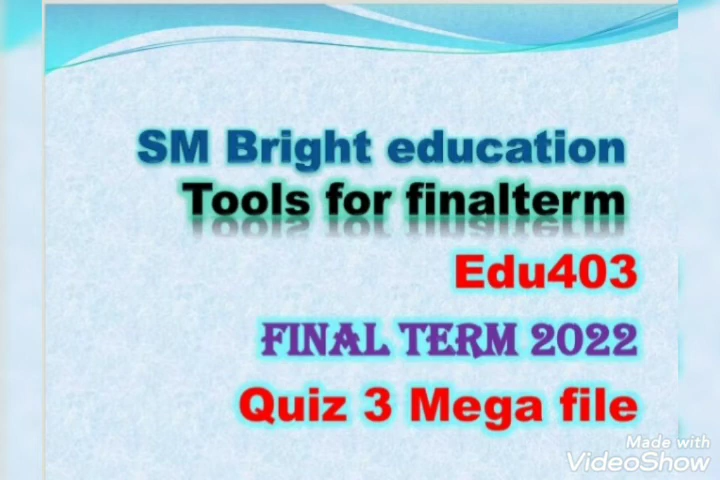 SM Bright education
Tools for finalterm
Edu403
FINAL TERM 2022
Quiz 3 Mega file
Made with
VideoShow